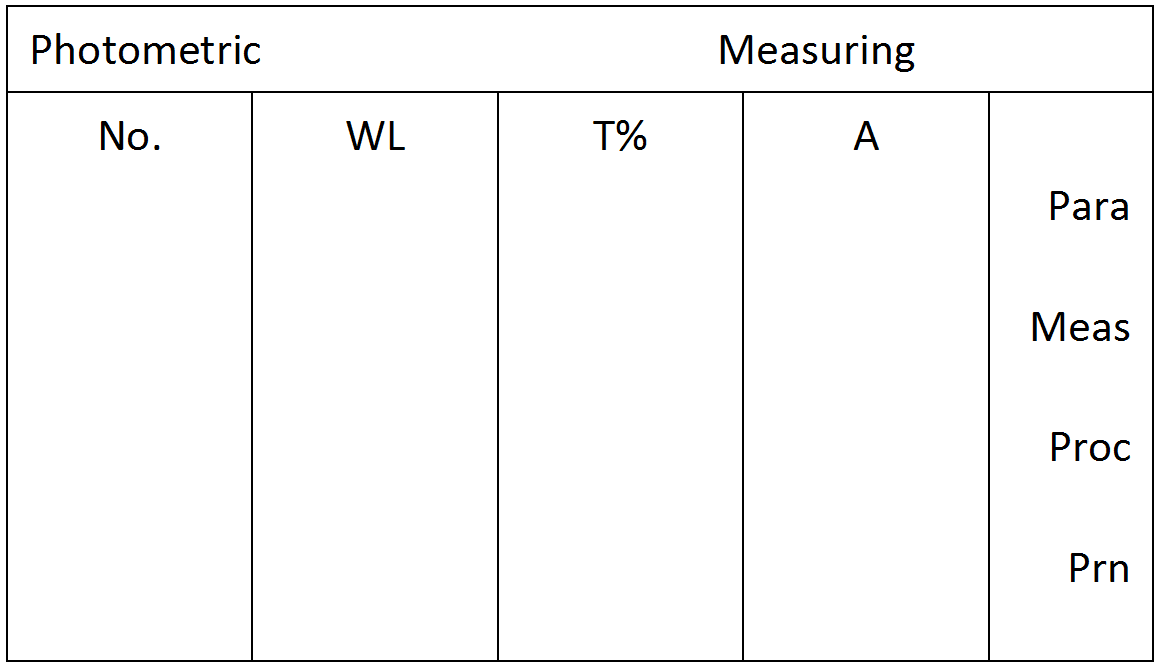 Photometric Measuring
No. WL T% A
Para
Meas
Proc
Prn